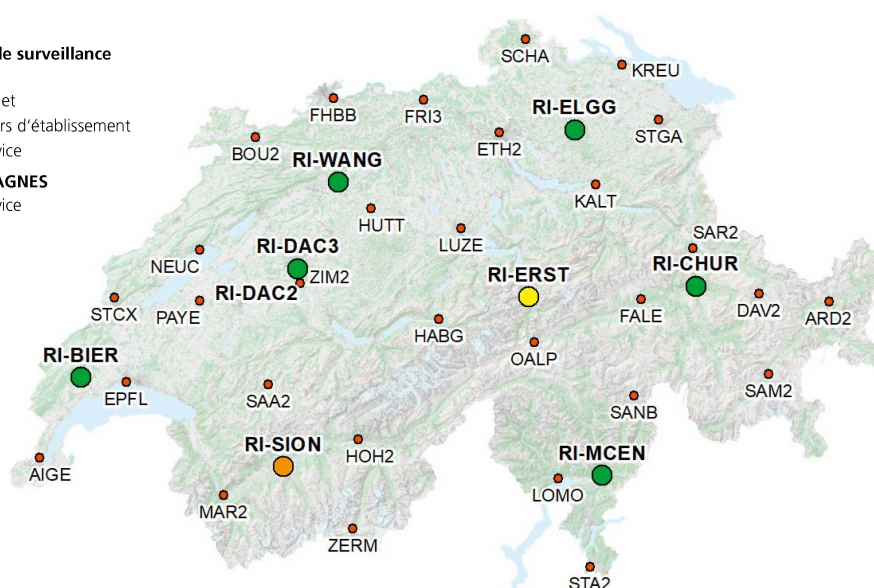 de surveillance
et
rs d'établissement
vice
AGNES
vice
SCHA
KREU
FHBB
FRI3
RI-ELGG
STGA
BOU2
ETH2
RI-WANG
KALT
HUTT
SAR2
LUZE
RI-DAC3
NEUC
ZIM2
RI-ERST
RI-CHUR
RI-DAC2
STCX
PAYE
FALE
DAV2
ARD2
HABG
OALP
RI-BIER
EPFL
SAA2
SANB
SAM2
RI-SION
HOH2
RI-MCEN
AIGE
LOMO
MAR2
ZERM
STA2